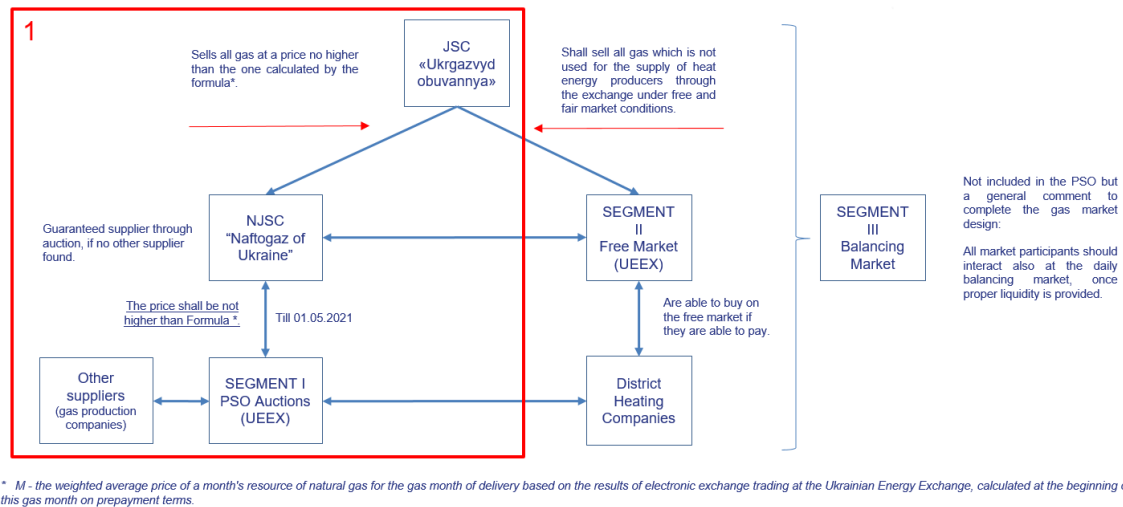 1
JSC
«Ukrgazvyd
obuvannya»
Sells all gas at a price no higher
than the one calculated by the
formula*.
Shall sell all gas which is not
used for the supply of heat
energy producers through
the exchange under free and
fair market conditions.
Guaranteed supplier through
auction, if no other supplier
found.
NJSC
“Naftogaz of
Ukraine”
SEGMENT
II
Free Market
(UEEX)
SEGMENT
III
Balancing
Market
Not included in the PSO but
a general comment to
complete the gas market
design:
All market participants should
interact also at the daily
balancing market, once
proper liquidity is provided.
The price shall be not
higher than Formula *.
Till 01.05.2021
Are able to buy on
the free market if
they are able to pay.
Other
suppliers
(gas production
companies)
SEGMENT I
PSO Auctions
(UEEX)
District
Heating
Companies
* M - the weighted average price of a month's resource of natural gas for the gas month of delivery based on the results of electronic exchange trading at the Ukrainian Energy Exchange, calculated at the beginning
this gas month on prepayment terms.